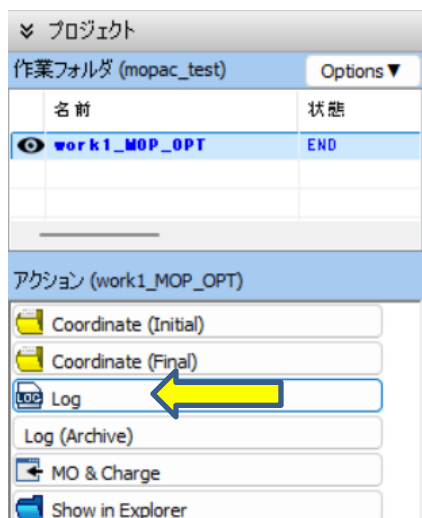 プロジェクト
作業フォルダ (mopac_test) Options▼
名前 状態
work1_MOP_OPT END
アクション (work1_MOP_OPT)
Coordinate (Initial)
Coordinate (Final)
LOG Log
Log (Archive)
MO & Charge
Show in Explorer